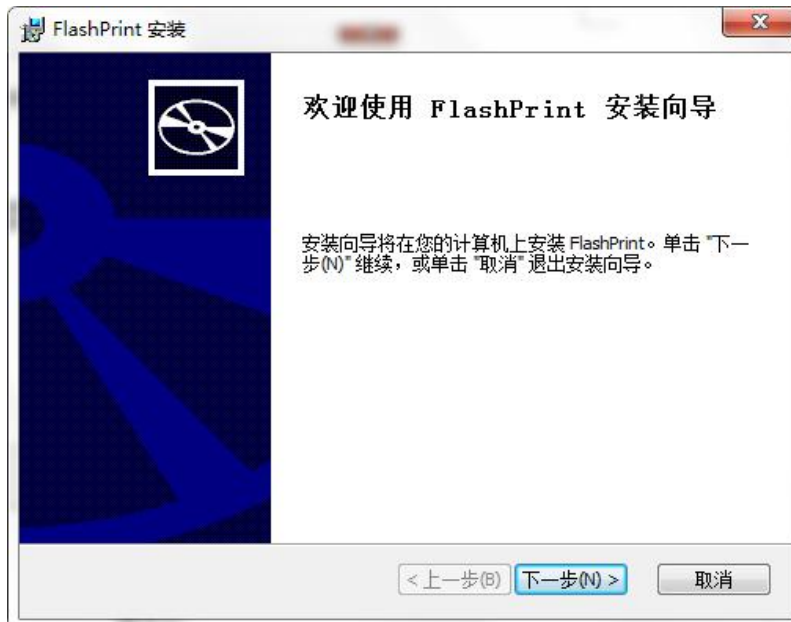 FlashPrint 安装
欢迎使用 FlashPrint 安装向导
安装向导将在您的计算机上安装 FlashPrint。单击 "下一
步(N)" 继续，或单击 "取消" 退出安装向导。
< 上一步(B) 下一步(N) > 取消